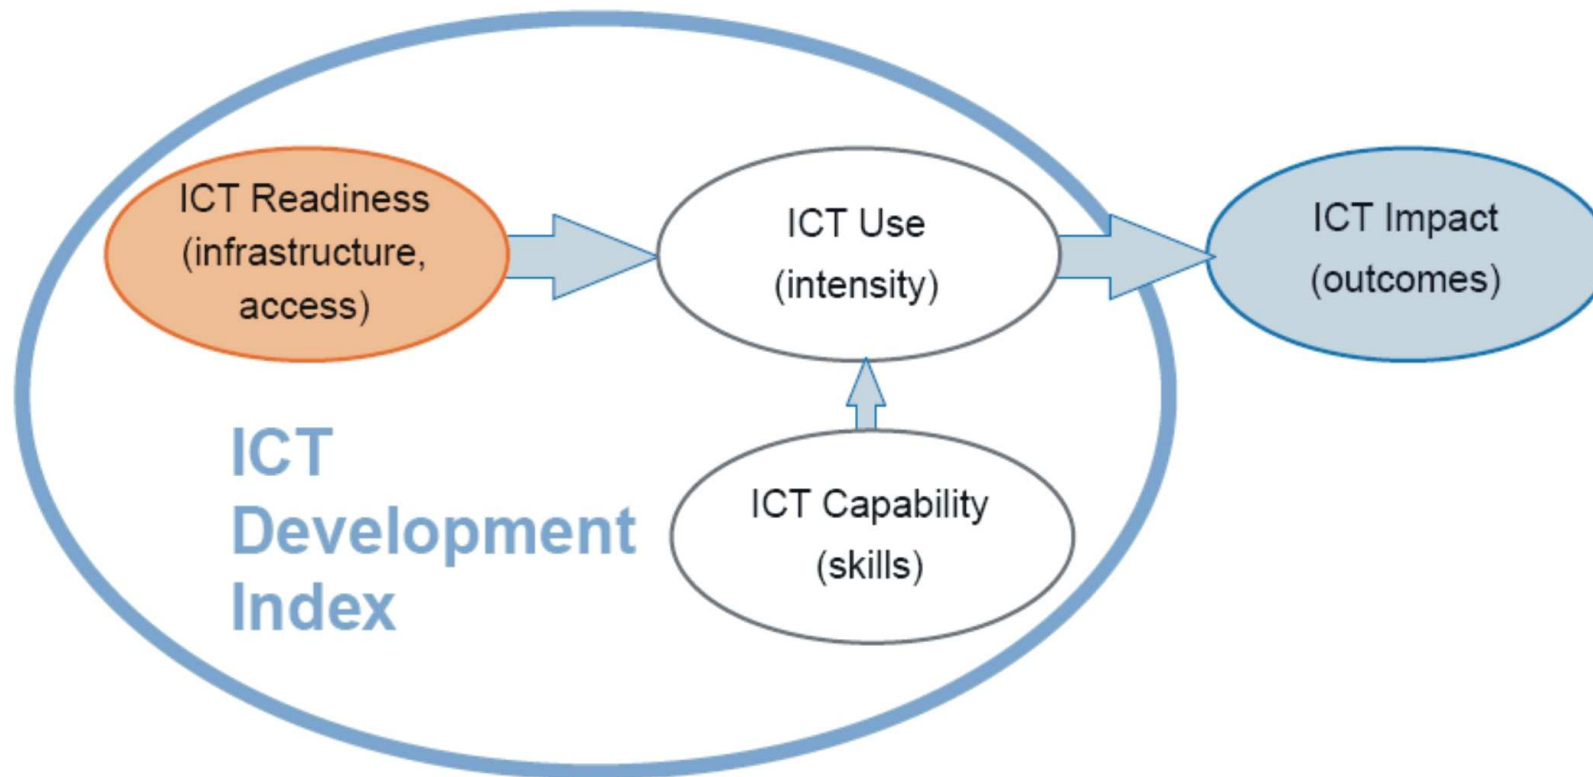 ICT Readiness
(infrastructure,
access)
ICT Use
(intensity)
ICT Impact
(outcomes)
ICT
Development
Index
ICT Capability
(skills)